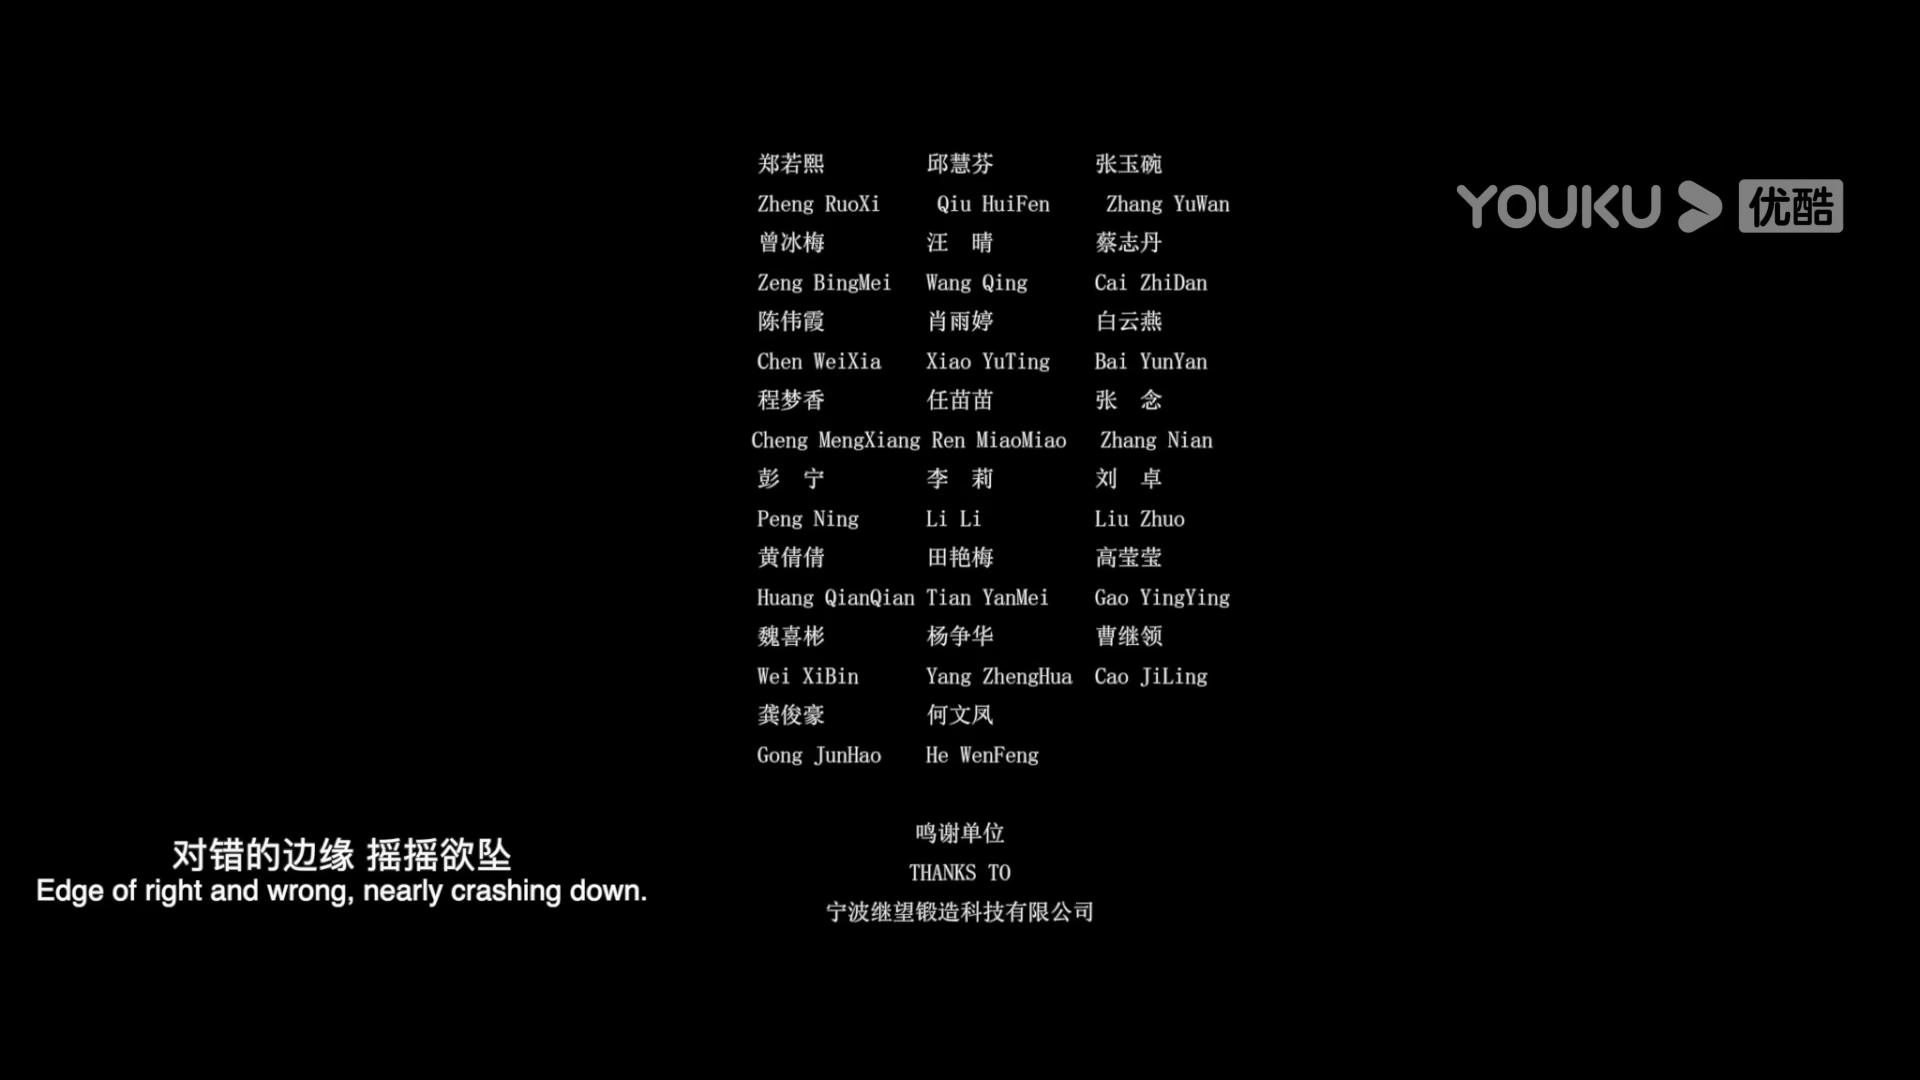 郑若熙 邱慧芬 张玉碗
Zheng RuoXi Qiu HuiFen Zhang YuWan
曾冰梅 汪 晴 蔡志丹
Zeng BingMei Wang Qing Cai ZhiDan
陈伟霞 肖雨婷 白云燕
Chen WeiXia Xiao YuTing Bai YunYan
程梦香 任苗苗 张 念
Cheng MengXiang Ren MiaoMiao Zhang Nian
彭 宁 李 莉 刘 卓
Peng Ning Li Li Liu Zhuo
黄倩倩 田艳梅 高莹莹
Huang QianQian Tian YanMei Gao YingYing
魏喜彬 杨争华 曹继领
Wei XiBin Yang ZhengHua Cao JiLing
龚俊豪 何文凤
Gong JunHao He WenFeng
鸣谢单位
THANKS TO
宁波继望锻造科技有限公司
YOUKU 优酷
对错的边缘 摇摇欲坠
Edge of right and wrong, nearly crashing down.